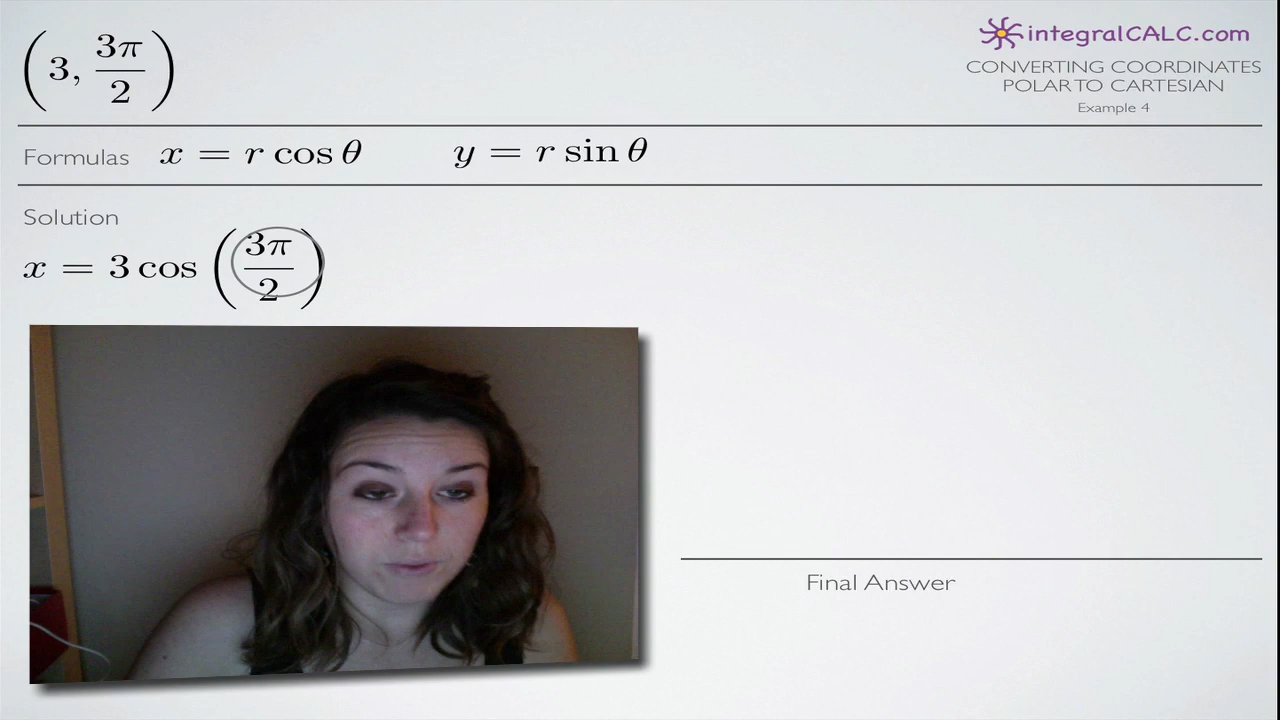 (3, 3π/2)
integralCALC.com
CONVERTING COORDINATES
POLAR TO CARTESIAN
Example 4
Formulas x = r cos θ y = r sin θ
Solution
x = 3 cos (3π/2)
Final Answer